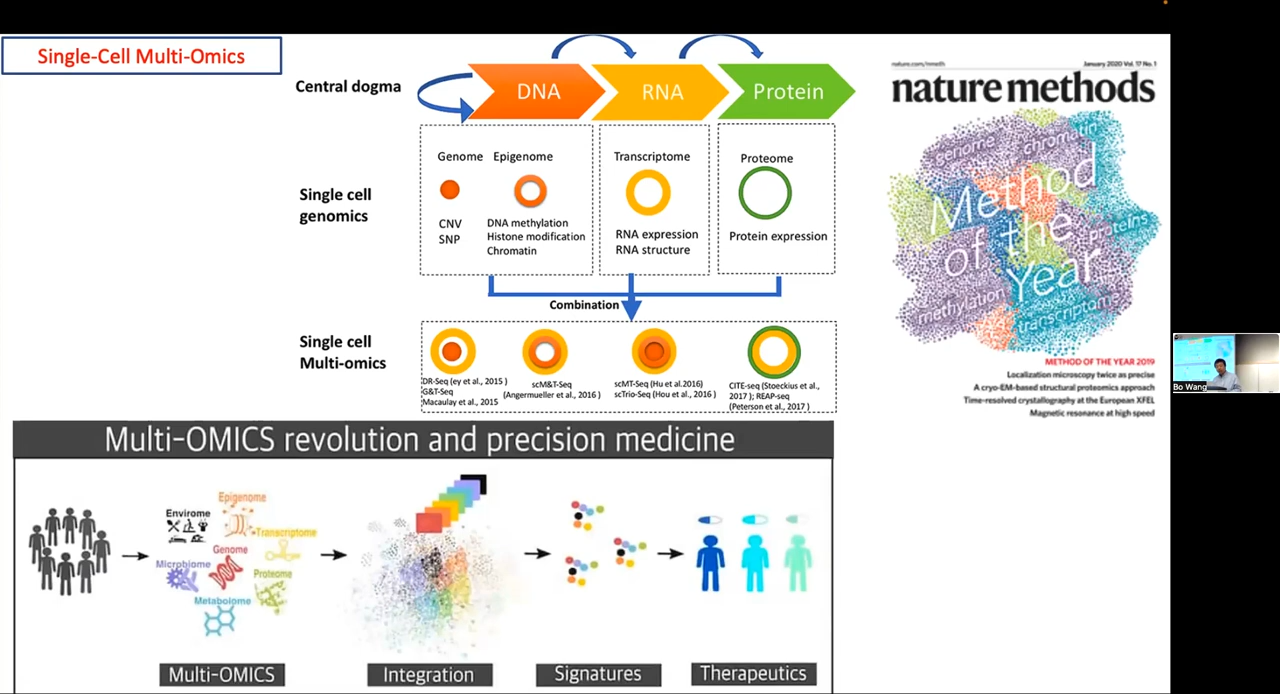 Single-Cell Multi-Omics
Central dogma
DNA
RNA
Protein
Single cell
genomics
Genome
Epigenome
CNV
SNP
DNA methylation
Histone modification
Chromatin
Transcriptome
RNA expression
RNA structure
Proteome
Protein expression
Combination
Single cell
Multi-omics
DR-Seq (ey et al., 2015 )
G&T-Seq
Macaulay et al., 2015
scM&T-Seq
(Angermueller et al., 2016 )
scMT-Seq (Hu et al.2016)
scTrio-Seq (Hou et al., 2016 )
CITE-seq (Stoeckius et al.,
2017 ); REAP-seq
(Peterson et al., 2017 )
nature.com/nmeth
January 2020 Vol. 17 No. 1
nature methods
genome
chromatin
Method
of the
Year
proteins
methylation
transcriptome
METHOD OF THE YEAR 2019
Localization microscopy twice as precise
A cryo-EM-based structural proteomics approach
Time-resolved crystallography at the European XFEL
Magnetic resonance at high speed
Bo Wang
Multi-OMICS revolution and precision medicine
Envirome
Epigenome
Transcriptome
Genome
Microbiome
Proteome
Metabolome
Multi-OMICS
Integration
Signatures
Therapeutics